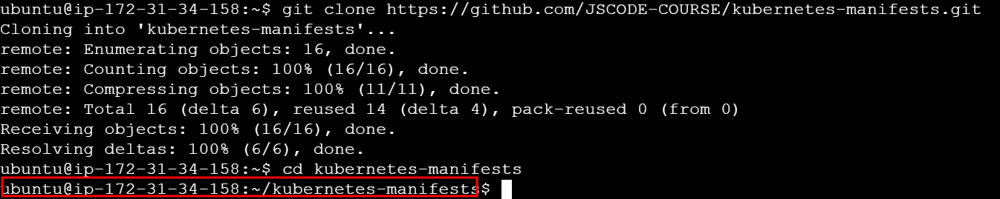 ubuntu@ip-172-31-34-158:~$ git clone https://github.com/JSCODE-COURSE/kubernetes-manifests.git
Cloning into 'kubernetes-manifests'...
remote: Enumerating objects: 16, done.
remote: Counting objects: 100% (16/16), done.
remote: Compressing objects: 100% (11/11), done.
remote: Total 16 (delta 6), reused 14 (delta 4), pack-reused 0 (from 0)
Receiving objects: 100% (16/16), done.
Resolving deltas: 100% (6/6), done.
ubuntu@ip-172-31-34-158:~$ cd kubernetes-manifests
ubuntu@ip-172-31-34-158:~/kubernetes-manifests$